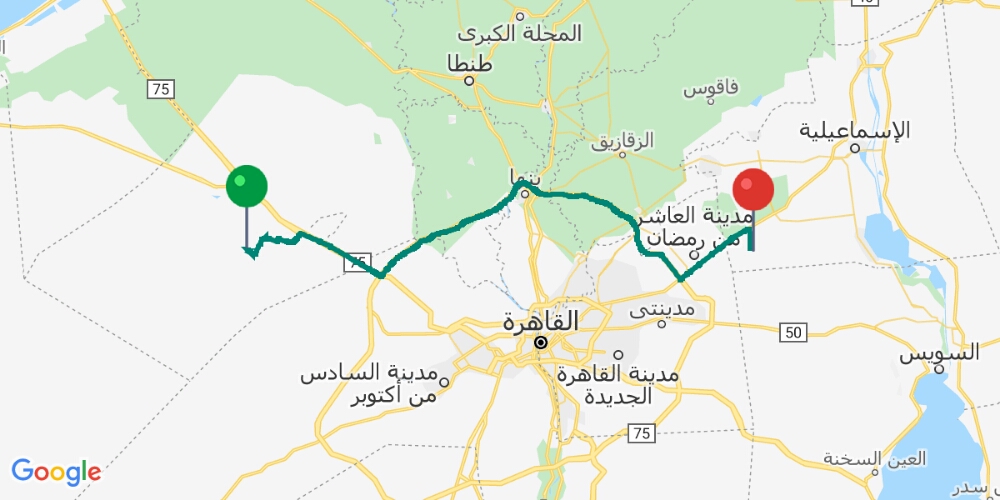 المحلة الكبرى
طنطا
75
فاقوس
الإسماعيلية
الزقازيق
بنها
مدينة العاشر
من رمضان
75
مدينتى
القاهرة
50
السويس
مدينة السادس
من أكتوبر
مدينة القاهرة
الجديدة
75
العين السخنة
Google